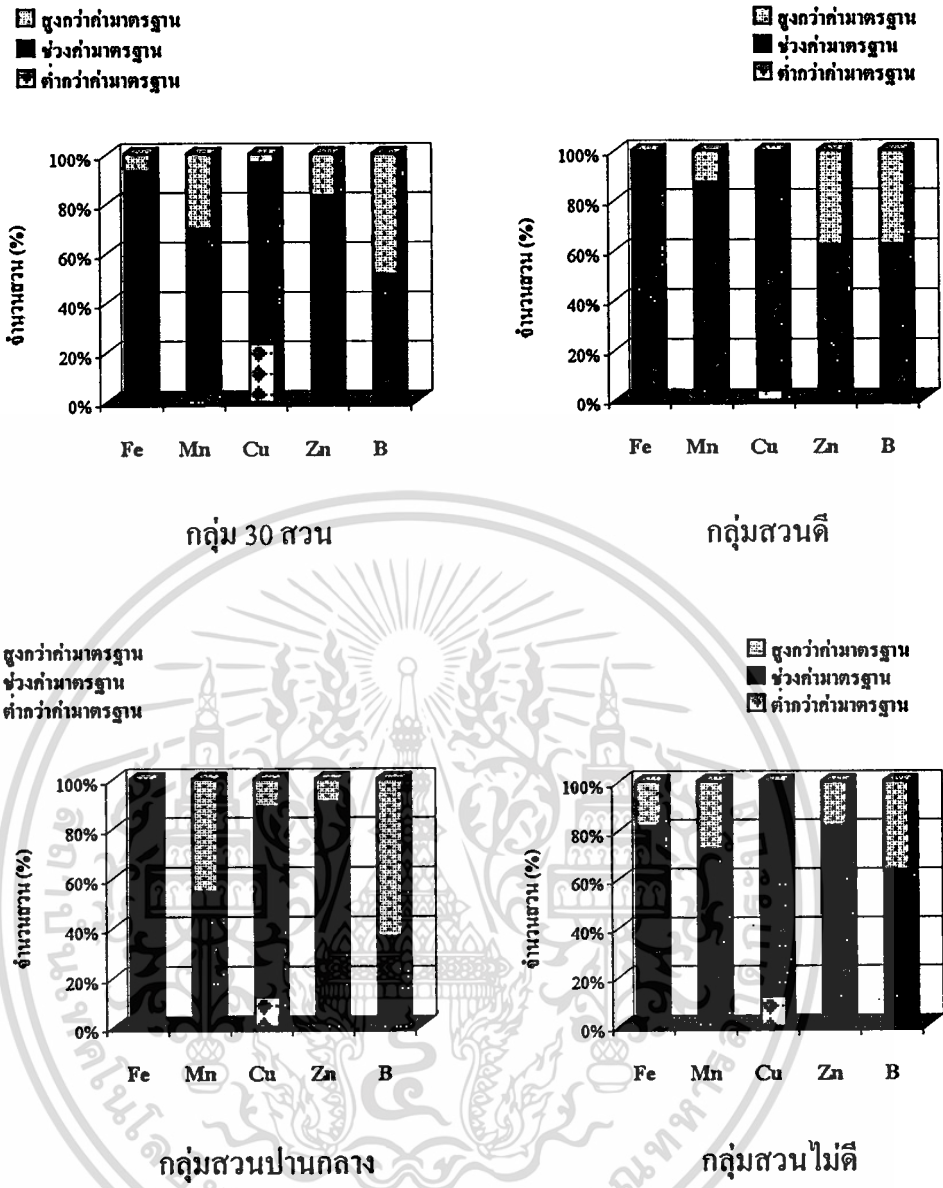 สูงกว่าค่ามาตรฐาน
ช่วงค่ามาตรฐาน
ต่ำกว่าค่ามาตรฐาน
จำนวนสวน (%)
100%
80%
60%
40%
20%
0%
Fe Mn Cu Zn B
กลุ่ม 30 สวน
สูงกว่าค่ามาตรฐาน
ช่วงค่ามาตรฐาน
ต่ำกว่าค่ามาตรฐาน
จำนวนสวน (%)
100%
80%
60%
40%
20%
0%
Fe Mn Cu Zn B
กลุ่มสวนดี
สูงกว่าค่ามาตรฐาน
ช่วงค่ามาตรฐาน
ต่ำกว่าค่ามาตรฐาน
จำนวนสวน (%)
100%
80%
60%
40%
20%
0%
Fe Mn Cu Zn B
กลุ่มสวนปานกลาง
สูงกว่าค่ามาตรฐาน
ช่วงค่ามาตรฐาน
ต่ำกว่าค่ามาตรฐาน
จำนวนสวน (%)
100%
80%
60%
40%
20%
0%
Fe Mn Cu Zn B
กลุ่มสวนไม่ดี